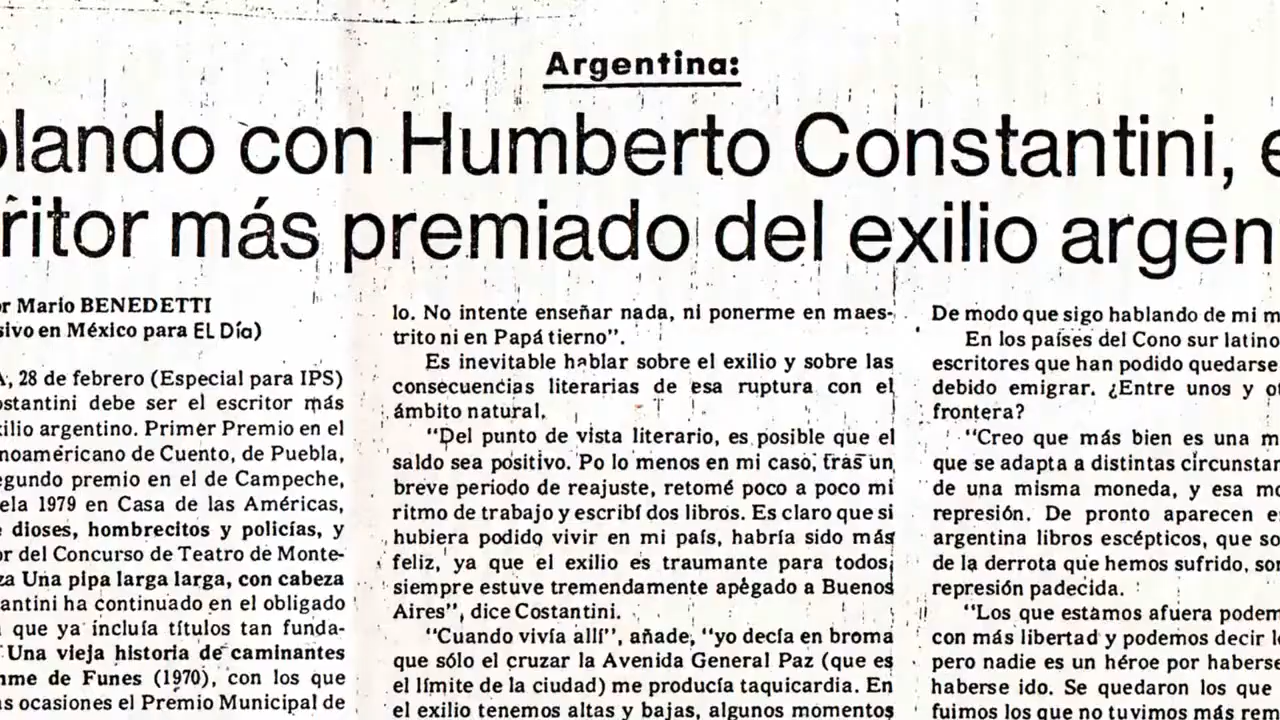 Argentina:
blando con Humberto Constantini, e
critor más premiado del exilio argen
or Mario BENEDETTI
sivo en México para EL DÍa)
A, 28 de febrero (Especial para IPS)
ostantini debe ser el escritor más
xilio argentino. Primer Premio en el
inoamericano de Cuento, de Puebla,
egundo premio en el de Campeche,
ela 1979 en Casa de las Américas,
e dioses, hombrecitos y policías, y
or del Concurso de Teatro de Monte-
za Una pipa larga larga, con cabeza
tantini ha continuado en el obligado
que ya incluía títulos tan funda-
Una vieja historia de caminantes
me de Funes (1970), con los que
as ocasiones el Premio Municipal de
lo. No intente enseñar nada, ni ponerme en maes-
trito ni en Papá tierno".
Es inevitable hablar sobre el exilio y sobre las
consecuencias literarias de esa ruptura con el
ámbito natural.
"Del punto de vista literario, es posible que el
saldo sea positivo. Po lo menos en mi caso, tras un
breve periodo de reajuste, retomé poco a poco mi
ritmo de trabajo y escribí dos libros. Es claro que si
hubiera podido vivir en mi país, habría sido más
feliz, ya que el exilio es traumante para todos,
siempre estuve tremendamente apegado a Buenos
Aires", dice Costantini.
"Cuando vivía allí", añade, "yo decía en broma
que sólo el cruzar la Avenida General Paz (que es
el límite de la ciudad) me producía taquicardia. En
el exilio tenemos altas y bajas, algunos momentos
De modo que sigo hablando de mi m
En los países del Cono sur latino
escritores que han podido quedarse
debido emigrar. ¿Entre unos y ot
frontera?
"Creo que más bien es una m
que se adapta a distintas circunstan
de una misma moneda, y esa mo
represión. De pronto aparecen e
argentina libros escépticos, que so
de la derrota que hemos sufrido, son
represión padecida.
"Los que estamos afuera podem
con más libertad y podemos decir l
pero nadie es un héroe por haberse
haberse ido. Se quedaron los que
fuimos los que no tuvimos más rem